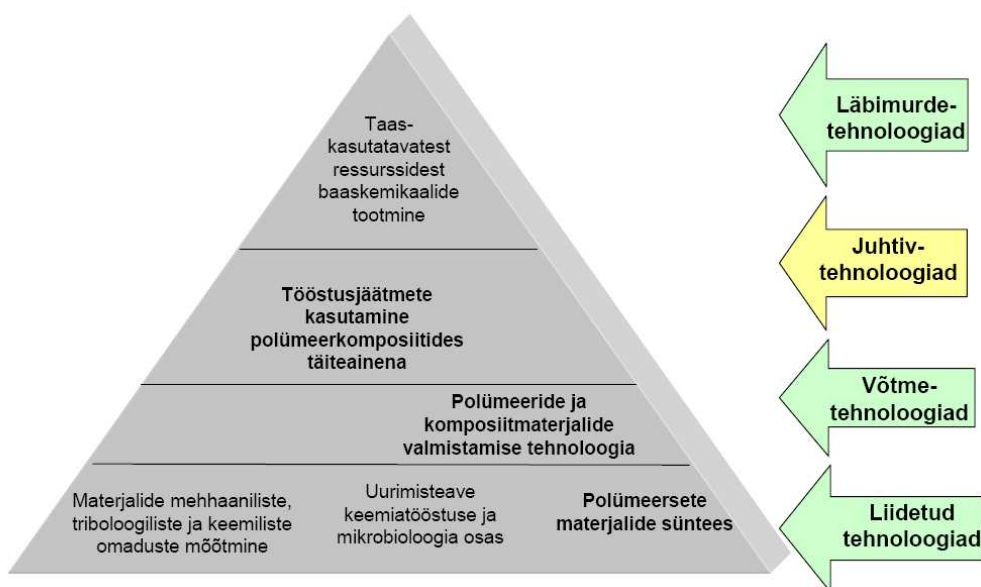 Taas-
kasutatavatest
ressurssidest
baaskemikaalide
tootmine
Läbimurde-
tehnoloogiad
Tööstusjäätmete
kasutamine
polümeerkomposiitides
täiteainena
Juhtiv-
tehnoloogiad
Polümeeride ja
komposiitmaterjalide
valmistamise tehnoloogia
Võtme-
tehnoloogiad
Materjalide mehhaaniliste,
triboloogiliste ja keemiliste
omaduste mõõtmine
Uurimisteave
keemiatööstuse ja
mikrobioloogia osas
Polümeersete
materjalide süntees
Liidetud
tehnoloogiad